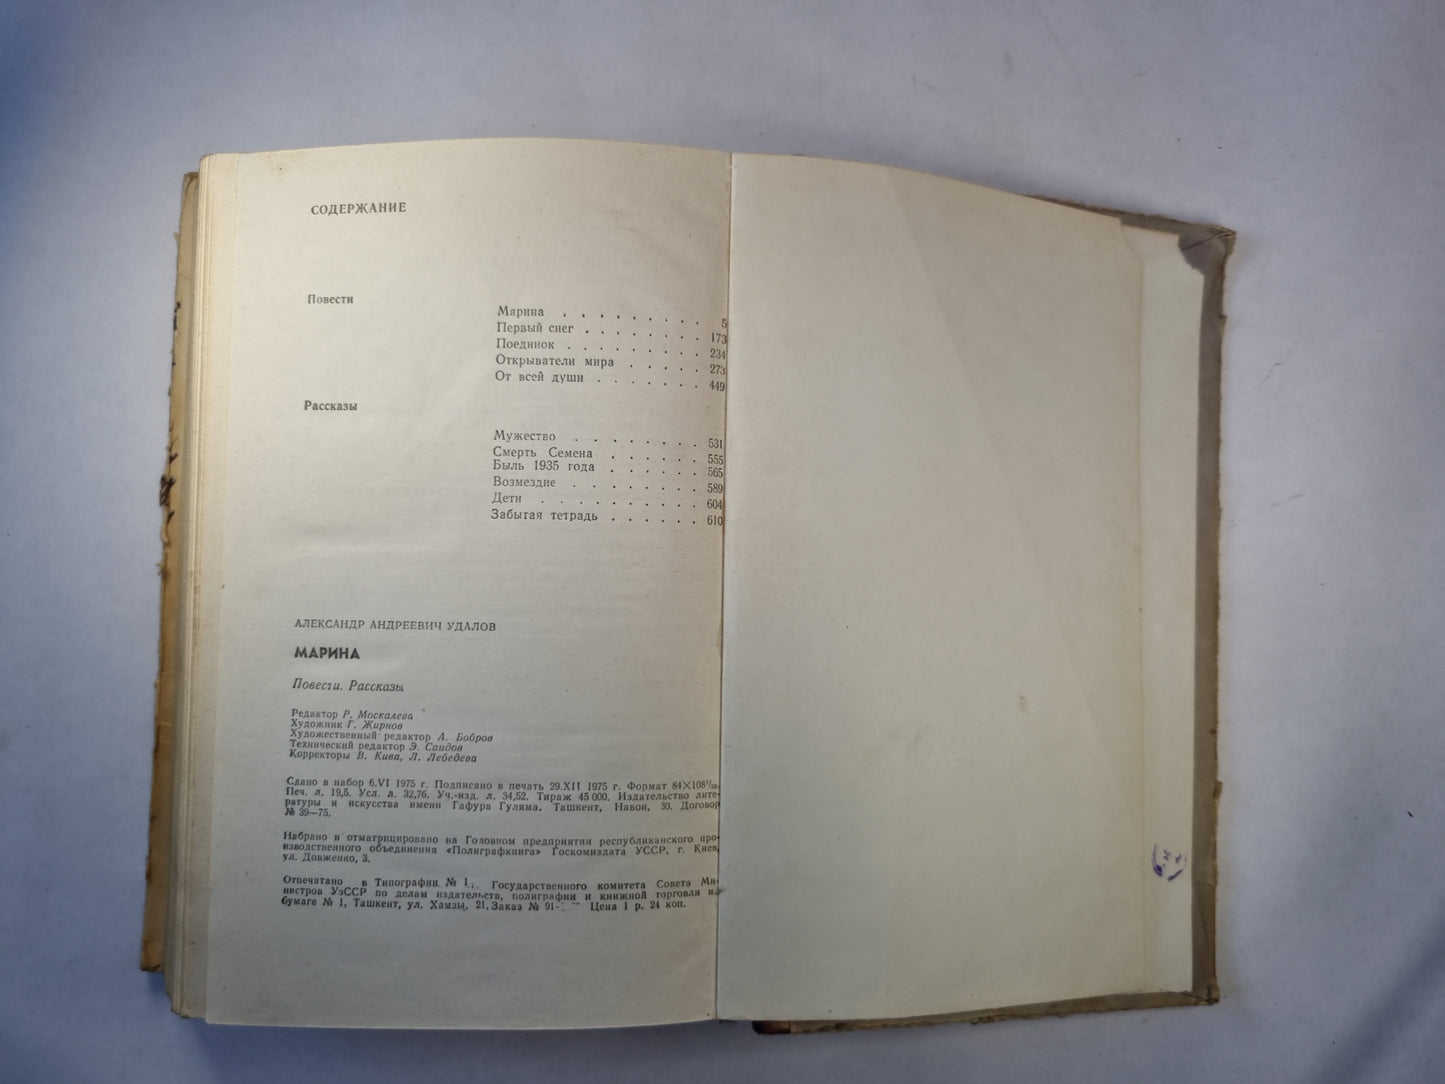 СОДЕРЖАНИЕ
Повести
Марина . . . . . . . . . 5
Первый снег . . . . . . . . 173
Поединок . . . . . . . . . 234
Открыватели мира . . . . . . 273
От всей души . . . . . . . 449
Рассказы
Мужество . . . . . . . . 531
Смерть Семена . . . . . . 555
Быль 1935 года . . . . . . 565
Возмездие . . . . . . . . 589
Дети . . . . . . . . . 604
Забытая тетрадь . . . . . . 610
АЛЕКСАНДР АНДРЕЕВИЧ УДАЛОВ
МАРИНА
Повести. Рассказы
Редактор Р. Москалева
Художник Г. Жирнов
Художественный редактор А. Бобров
Технический редактор Э. Саидов
Корректоры В. Кива, Л. Лебедева
Сдано в набор 6.VI 1975 г. Подписано в печать 29.XII 1975 г. Формат 84×108¹/₃₂.
Печ. л. 19,5. Усл. л. 32,76. Уч.-изд. л. 34,52. Тираж 45 000. Издательство лите-
ратуры и искусства имени Гафура Гуляма. Ташкент, Навои, 30. Договор
№ 39—75.
Набрано и отматрицировано на Головном предприятии республиканского про-
изводственного объединения «Полиграфкнига» Госкомиздата УССР, г. Киев,
ул. Довженко, 3.
Отпечатано в Типографии № 1, Государственного комитета Совета Ми-
нистров УзССР по делам издательств, полиграфии и книжной торговли на
бумаге № 1, Ташкент, ул. Хамзы, 21, Заказ № 91- Цена 1 р. 24 коп.